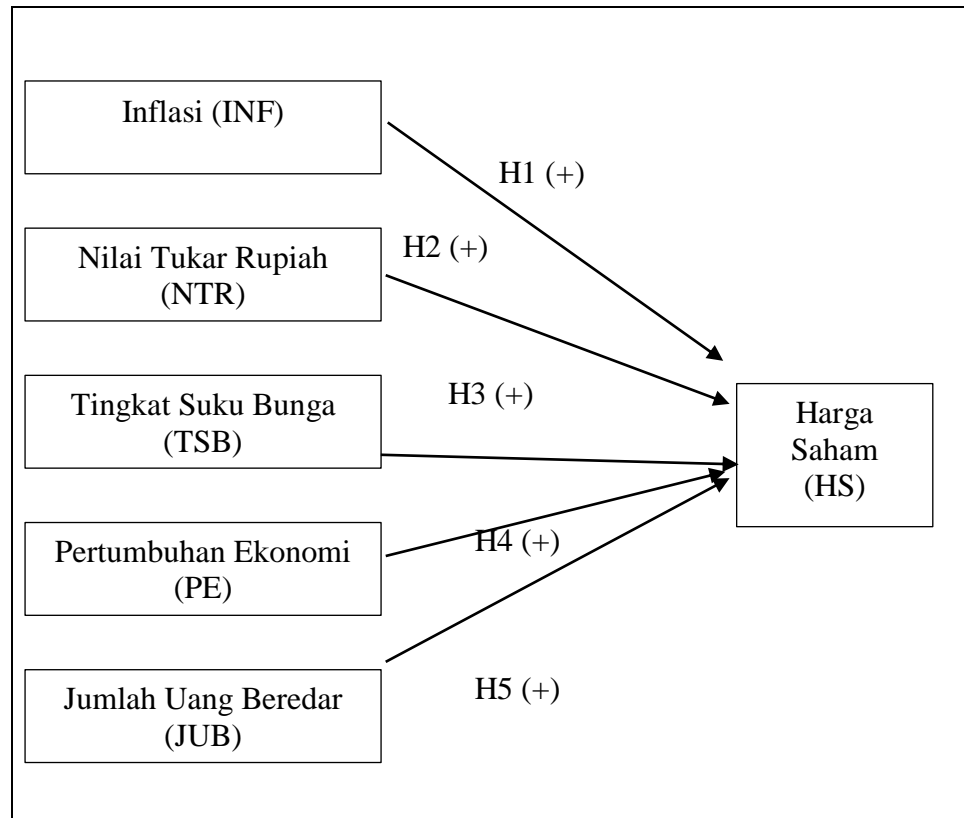 Inflasi (INF)
H1 (+)
Nilai Tukar Rupiah
(NTR)
H2 (+)
Tingkat Suku Bunga
(TSB)
H3 (+)
Harga
Saham
(HS)
Pertumbuhan Ekonomi
(PE)
H4 (+)
Jumlah Uang Beredar
(JUB)
H5 (+)